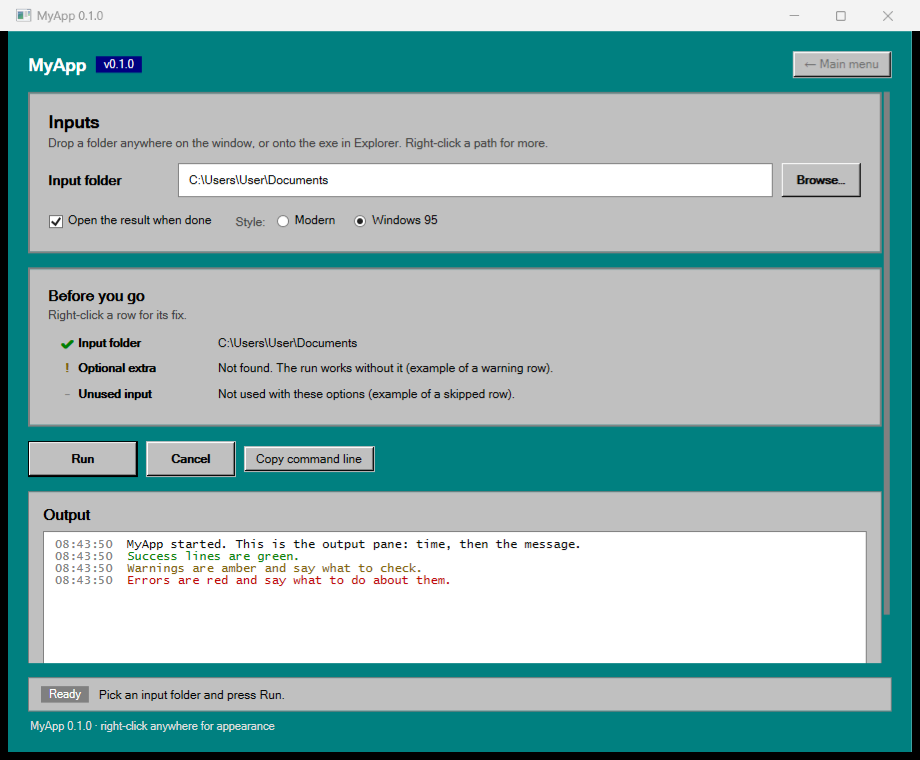 MyApp 0.1.0
MyApp v0.1.0
← Main menu
Inputs
Drop a folder anywhere on the window, or onto the exe in Explorer. Right-click a path for more.
Input folder C:\Users\User\Documents Browse...
Open the result when done Style: Modern Windows 95
Before you go
Right-click a row for its fix.
Input folder C:\Users\User\Documents
! Optional extra Not found. The run works without it (example of a warning row).
- Unused input Not used with these options (example of a skipped row).
Run Cancel Copy command line
Output
08:43:50 MyApp started. This is the output pane: time, then the message.
08:43:50 Success lines are green.
08:43:50 Warnings are amber and say what to check.
08:43:50 Errors are red and say what to do about them.
Ready Pick an input folder and press Run.
MyApp 0.1.0 · right-click anywhere for appearance